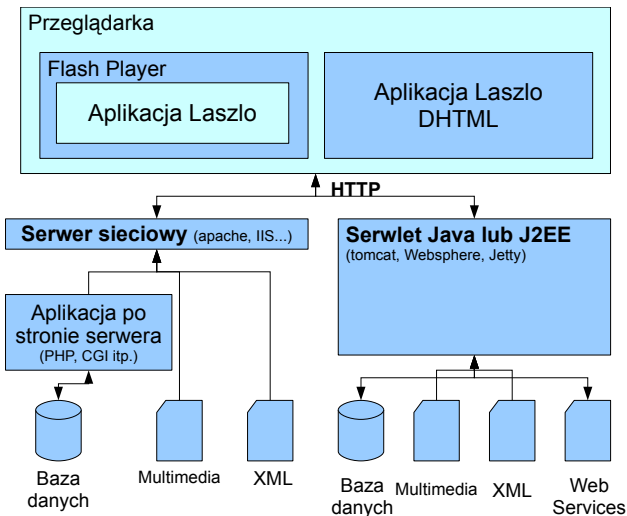 Przeglądarka
Flash Player
Aplikacja Laszlo
Aplikacja Laszlo
DHTML
HTTP
Serwer sieciowy (apache, IIS...)
Serwlet Java lub J2EE
(tomcat, Websphere, Jetty)
Aplikacja po
stronie serwera
(PHP, CGI itp.)
Baza
danych
Multimedia
XML
Baza
danych
Multimedia
XML
Web
Services